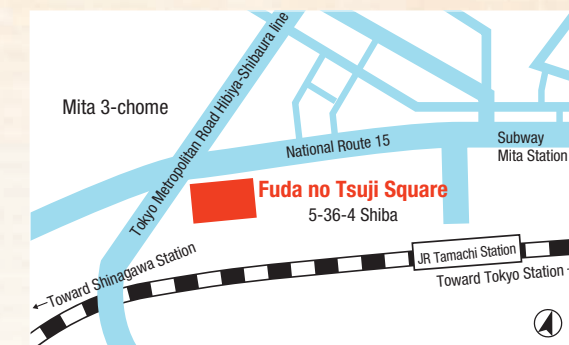 Tokyo Metropolitan Road Hibiya-Shibaura line
Mita 3-chome
National Route 15
Subway
Mita Station
Fuda no Tsuji Square
5-36-4 Shiba
←Toward Shinagawa Station
JR Tamachi Station
Toward Tokyo Station